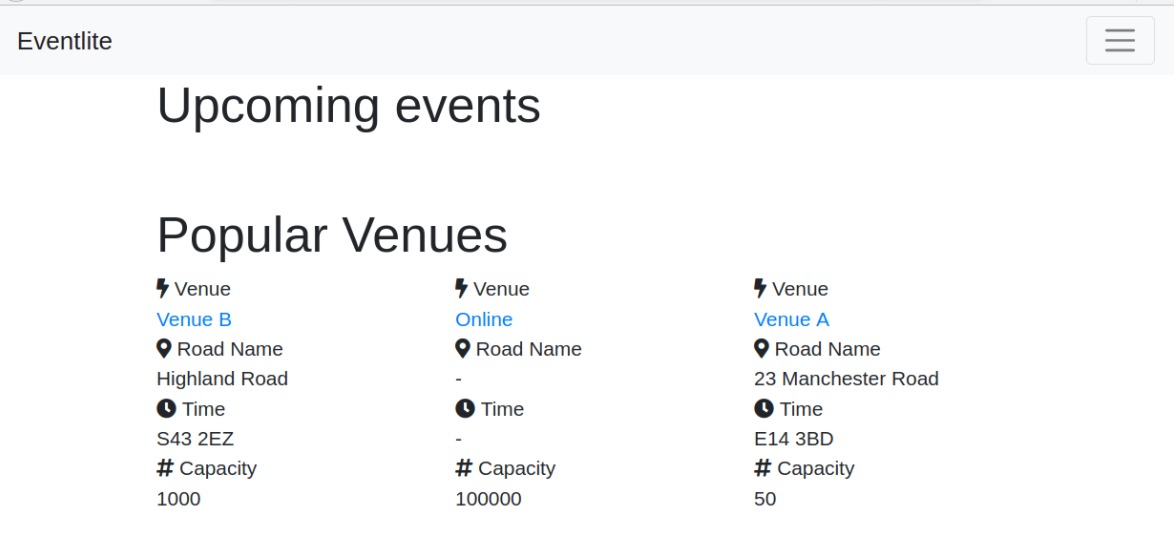 Eventlite
Upcoming events
Popular Venues
Venue
Venue B
Road Name
Highland Road
Time
S43 2EZ
# Capacity
1000
Venue
Online
Road Name
-
Time
-
# Capacity
100000
Venue
Venue A
Road Name
23 Manchester Road
Time
E14 3BD
# Capacity
50